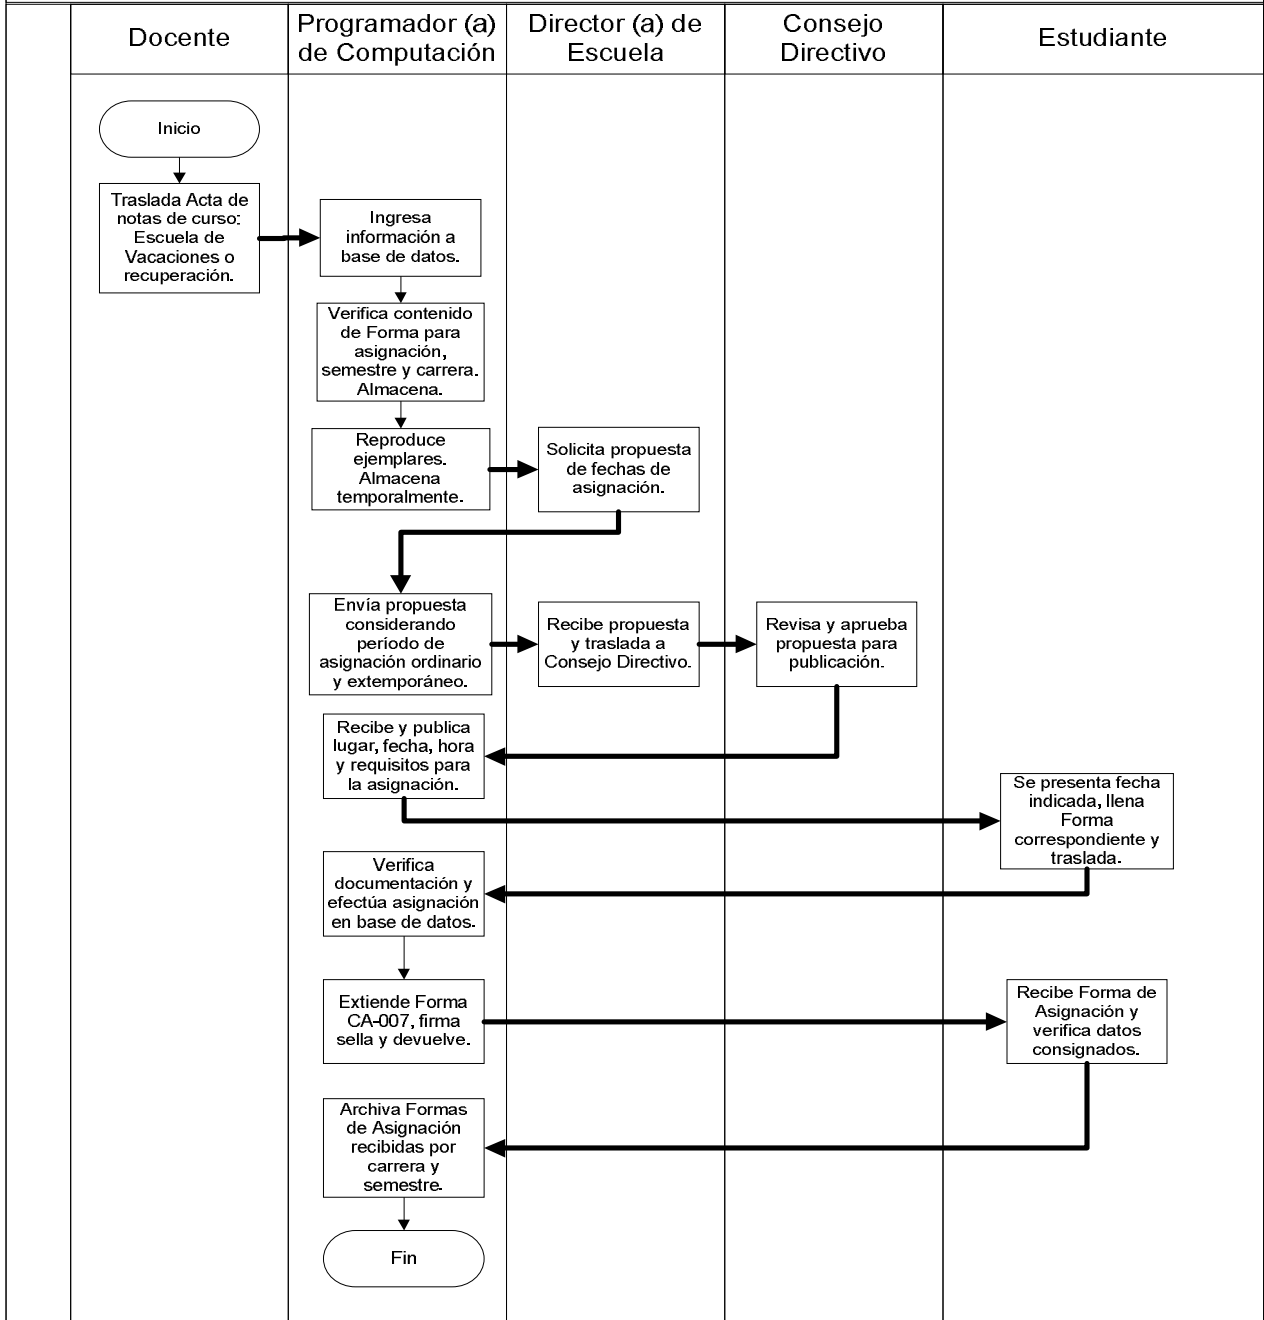 Docente
Programador (a)
de Computación
Director (a) de
Escuela
Consejo
Directivo
Estudiante
Inicio
Traslada Acta de
notas de curso:
Escuela de
Vacaciones o
recuperación.
Ingresa
información a
base de datos.
Verifica contenido
de Forma para
asignación,
semestre y carrera.
Almacena.
Reproduce
ejemplares.
Almacena
temporalmente.
Solicita propuesta
de fechas de
asignación.
Envía propuesta
considerando
período de
asignación ordinario
y extemporáneo.
Recibe propuesta
y traslada a
Consejo Directivo.
Revisa y aprueba
propuesta para
publicación.
Recibe y publica
lugar, fecha, hora
y requisitos para
la asignación.
Se presenta fecha
indicada, llena
Forma
correspondiente y
traslada.
Verifica
documentación y
efectúa asignación
en base de datos.
Extiende Forma
CA-007, firma
sella y devuelve.
Recibe Forma de
Asignación y
verifica datos
consignados.
Archiva Formas
de Asignación
recibidas por
carrera y
semestre.
Fin